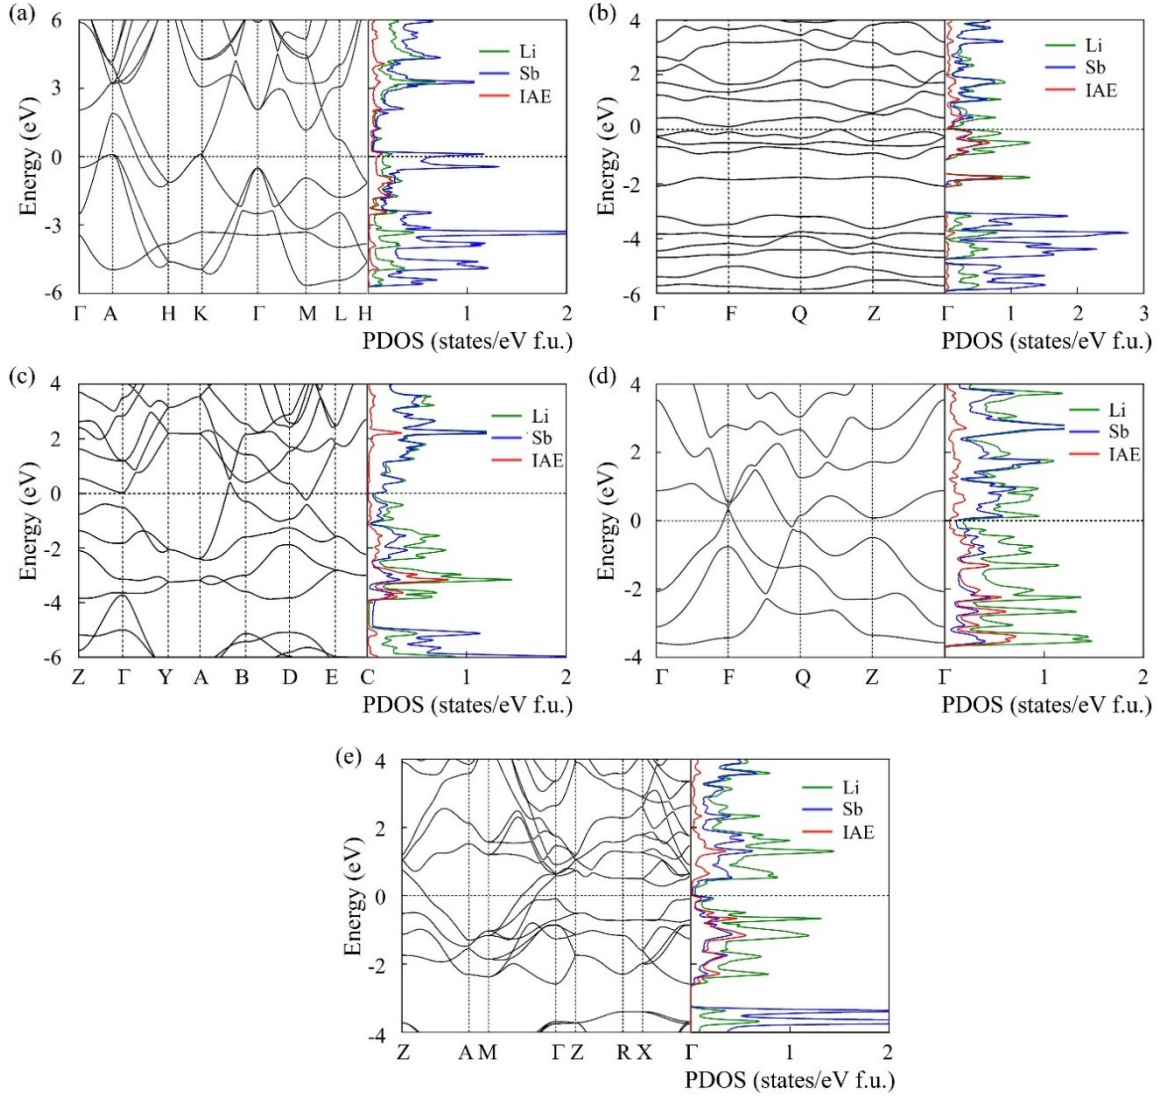 (a)
Energy (eV)
6
3
0
-3
-6
Li
Sb
IAE
Γ A H K Γ M L H 1 2
PDOS (states/eV f.u.)
(b)
Energy (eV)
4
2
0
-2
-4
-6
Li
Sb
IAE
Γ F Q Z Γ 1 2 3
PDOS (states/eV f.u.)
(c)
Energy (eV)
4
2
0
-2
-4
-6
Li
Sb
IAE
Z Γ Y A B D E C 1 2
PDOS (states/eV f.u.)
(d)
Energy (eV)
4
2
0
-2
-4
Li
Sb
IAE
Γ F Q Z Γ 1 2
PDOS (states/eV f.u.)
(e)
Energy (eV)
4
2
0
-2
-4
Li
Sb
IAE
Z A M Γ Z R X Γ 1 2
PDOS (states/eV f.u.)